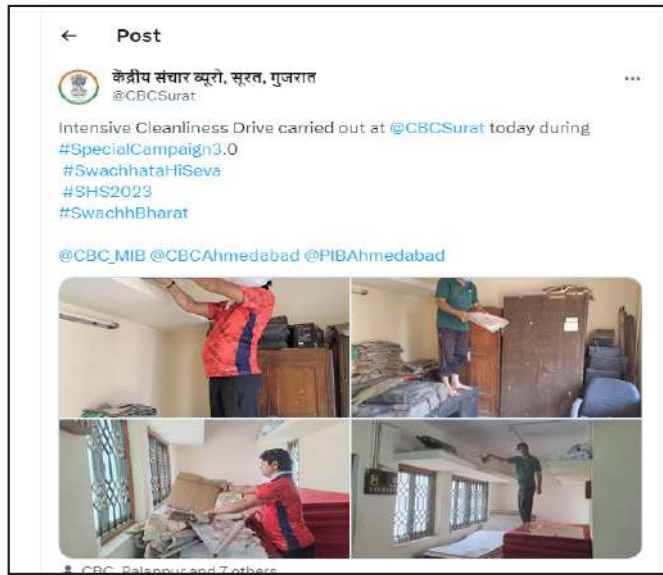 Post
केंद्रीय संचार ब्यूरो, सूरत, गुजरात
@CBCSurat
Intensive Cleanliness Drive carried out at @CBCSurat today during
#SpecialCampaign3.0
#SwachhataHiSeva
#SHS2023
#SwachhBharat
@CBC_MIB @CBCAhmedabad @PIBAhmedabad
CBC, Palanpur and 7 others